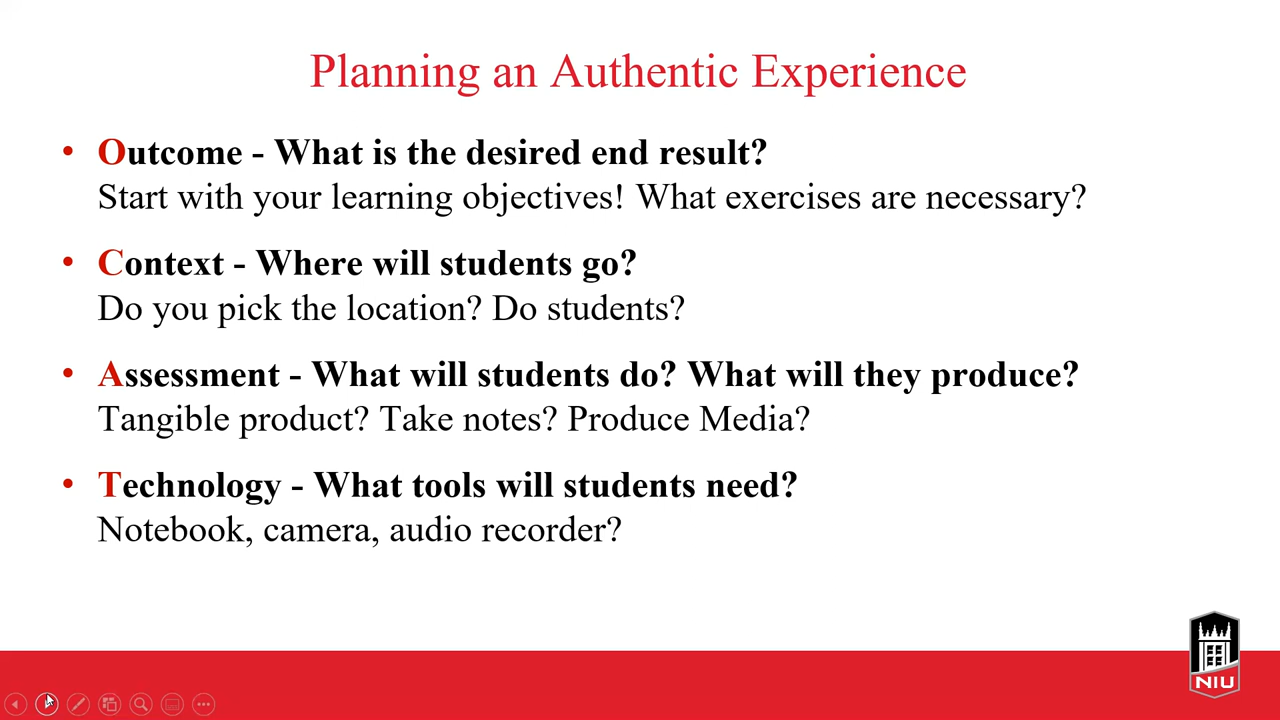 Planning an Authentic Experience
• Outcome - What is the desired end result?
Start with your learning objectives! What exercises are necessary?
• Context - Where will students go?
Do you pick the location? Do students?
• Assessment - What will students do? What will they produce?
Tangible product? Take notes? Produce Media?
• Technology - What tools will students need?
Notebook, camera, audio recorder?
NIU